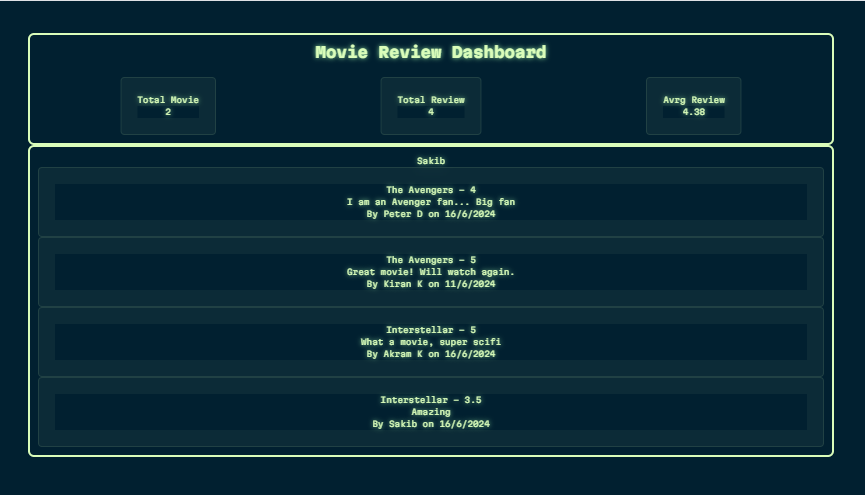 Movie Review Dashboard
Total Movie
2
Total Review
4
Avrg Review
4.38
Sakib
The Avengers - 4
I am an Avenger fan... Big fan
By Peter D on 16/6/2024
The Avengers - 5
Great movie! Will watch again.
By Kiran K on 11/6/2024
Interstellar - 5
What a movie, super scifi
By Akram K on 16/6/2024
Interstellar - 3.5
Amazing
By Sakib on 16/6/2024